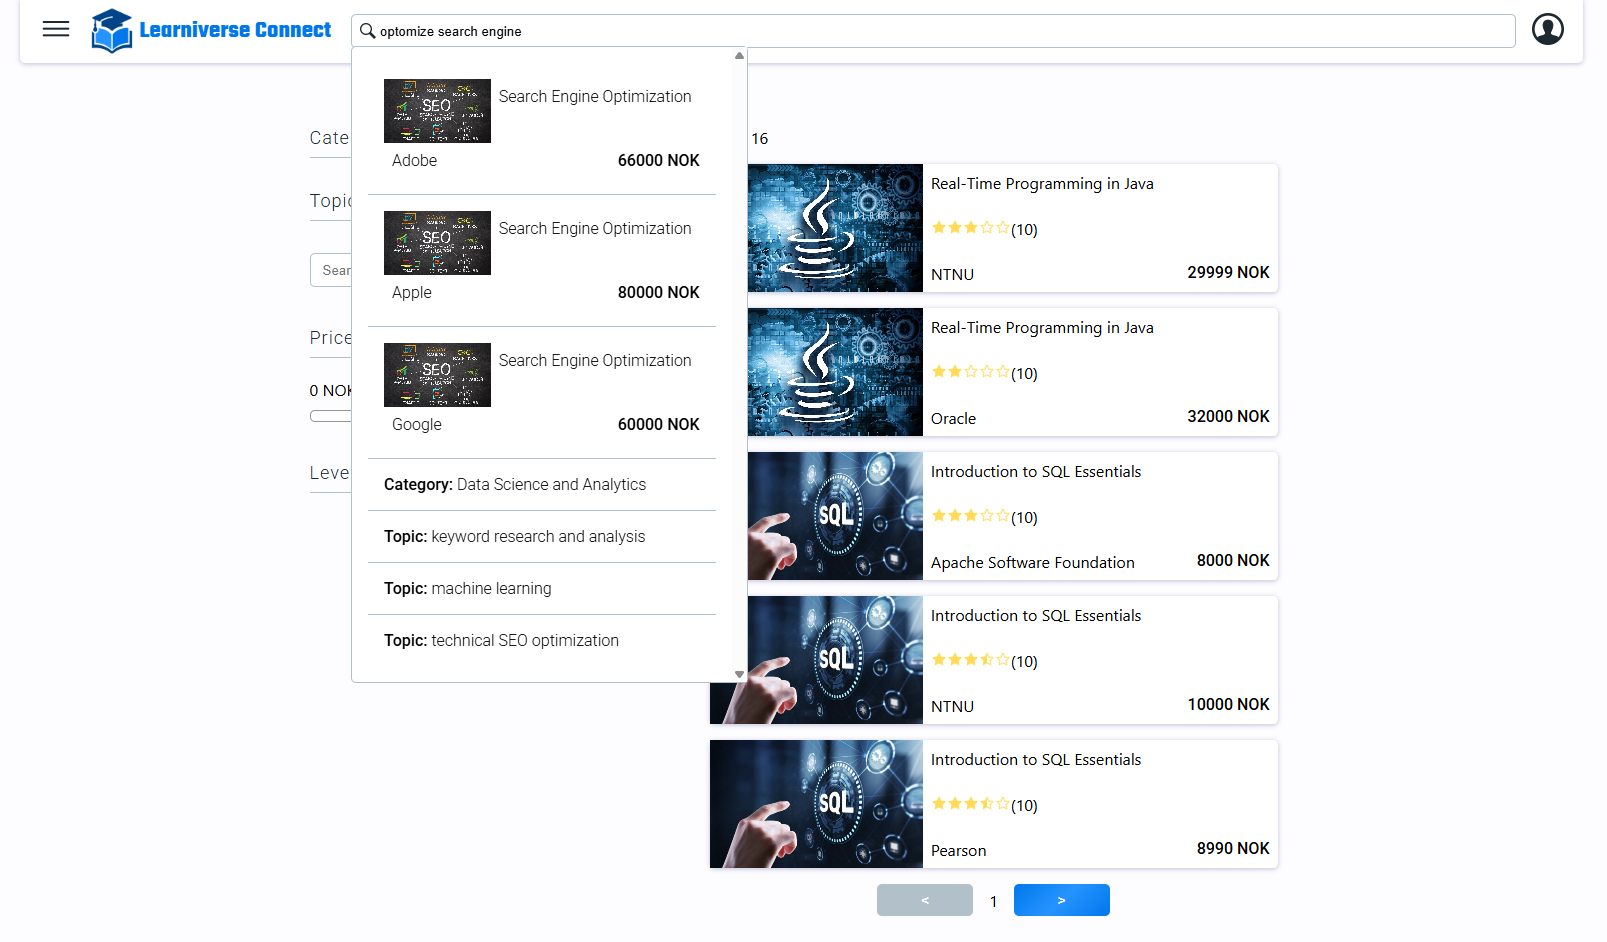 Learniverse Connect
optomize search engine
Search Engine Optimization
SEO
Adobe
66000 NOK
Search Engine Optimization
SEO
Apple
80000 NOK
Search Engine Optimization
SEO
Google
60000 NOK
Category: Data Science and Analytics
Topic: keyword research and analysis
Topic: machine learning
Topic: technical SEO optimization
Cate
Topic
Sear
Price
0 NOK
Leve
16
Real-Time Programming in Java
(10)
NTNU
29999 NOK
Real-Time Programming in Java
(10)
Oracle
32000 NOK
SQL
Introduction to SQL Essentials
(10)
Apache Software Foundation
8000 NOK
SQL
Introduction to SQL Essentials
(10)
NTNU
10000 NOK
SQL
Introduction to SQL Essentials
(10)
Pearson
8990 NOK
< 1 >